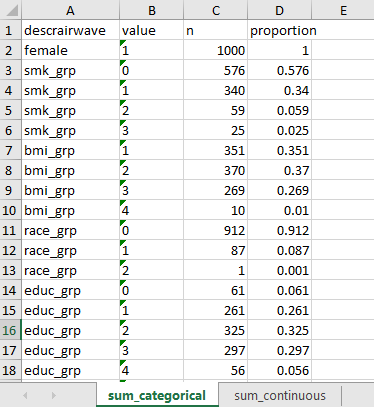 A B C D E
1 descrairwave value n proportion
2 female 1 1000 1
3 smk_grp 0 576 0.576
4 smk_grp 1 340 0.34
5 smk_grp 2 59 0.059
6 smk_grp 3 25 0.025
7 bmi_grp 1 351 0.351
8 bmi_grp 2 370 0.37
9 bmi_grp 3 269 0.269
10 bmi_grp 4 10 0.01
11 race_grp 0 912 0.912
12 race_grp 1 87 0.087
13 race_grp 2 1 0.001
14 educ_grp 0 61 0.061
15 educ_grp 1 261 0.261
16 educ_grp 2 325 0.325
17 educ_grp 3 297 0.297
18 educ_grp 4 56 0.056
sum_categorical sum_continuous